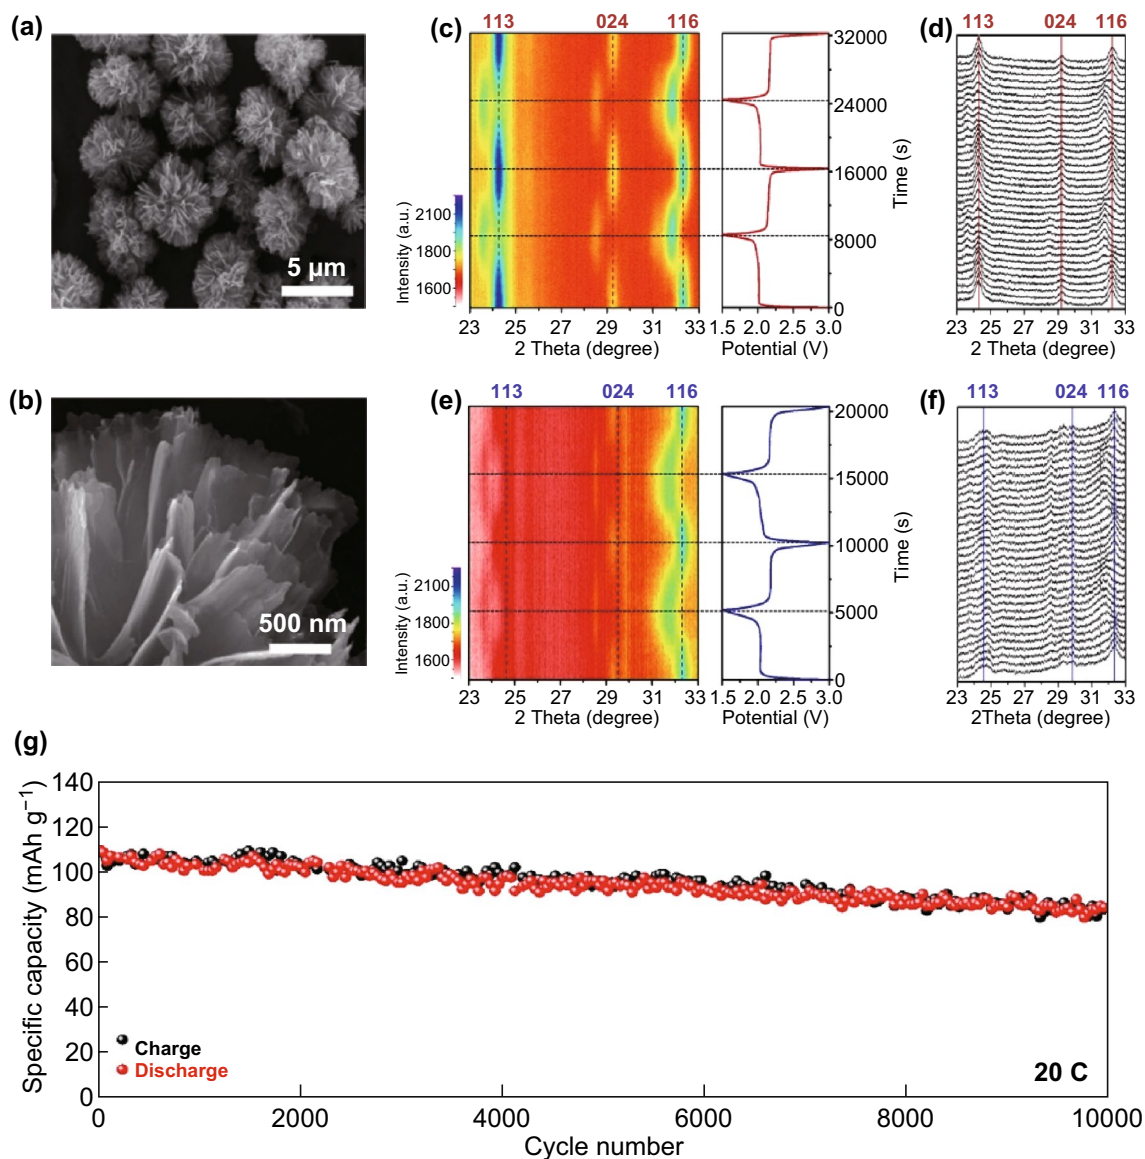 (a)
5 µm
(b)
500 nm
(c)
113 024 116
Intensity (a.u.)
2100
1800
1600
23 25 27 29 31 33
2 Theta (degree)
32000
24000
16000
8000
0
Time (s)
1.5 2.0 2.5 3.0
Potential (V)
(d)
113 024 116
23 25 27 29 31 33
2 Theta (degree)
(e)
113 024 116
Intensity (a.u.)
2100
1800
1600
23 25 27 29 31 33
2 Theta (degree)
20000
15000
10000
5000
0
Time (s)
1.5 2.0 2.5 3.0
Potential (V)
(f)
113 024 116
23 25 27 29 31 33
2Theta (degree)
(g)
Specific capacity (mAh g⁻¹)
140
120
100
80
60
40
20
0
Charge
Discharge
20 C
0 2000 4000 6000 8000 10000
Cycle number